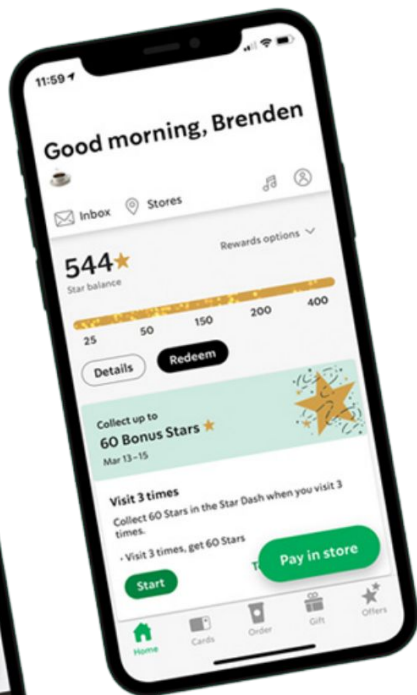 11:59
Good morning, Brenden
Inbox
Stores
544
Rewards options
Star balance
25 50 150 200 400
Details
Redeem
Collect up to
60 Bonus Stars
Mar 13–15
Visit 3 times
Collect 60 Stars in the Star Dash when you visit 3
times.
- Visit 3 times, get 60 Stars
Start
Pay in store
Home
Cards
Order
Gift
Offers